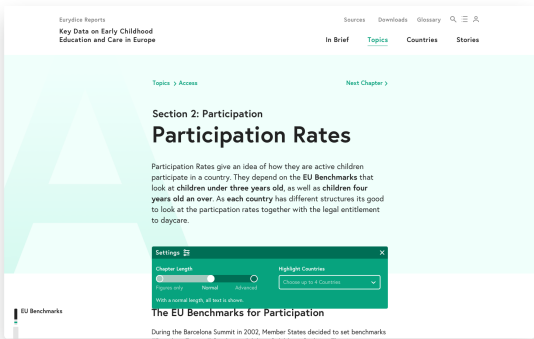 Eurydice Reports
Sources Downloads Glossary
Key Data on Early Childhood
Education and Care in Europe
In Brief Topics Countries Stories
Topics > Access
Next Chapter >
Section 2: Participation
Participation Rates
Participation Rates give an idea of how they are active children
participate in a country. They depend on the EU Benchmarks that
look at children under three years old, as well as children four
years old an over. As each country has different structures its good
to look at the particpation rates together with the legal entitlement
to daycare.
Settings
Chapter Length
Highlight Countries
Figures only Normal Advanced
Choose up to 4 Countries
With a normal length, all text is shown.
EU Benchmarks
The EU Benchmarks for Participation
During the Barcelona Summit in 2002, Member States decided to set benchmarks